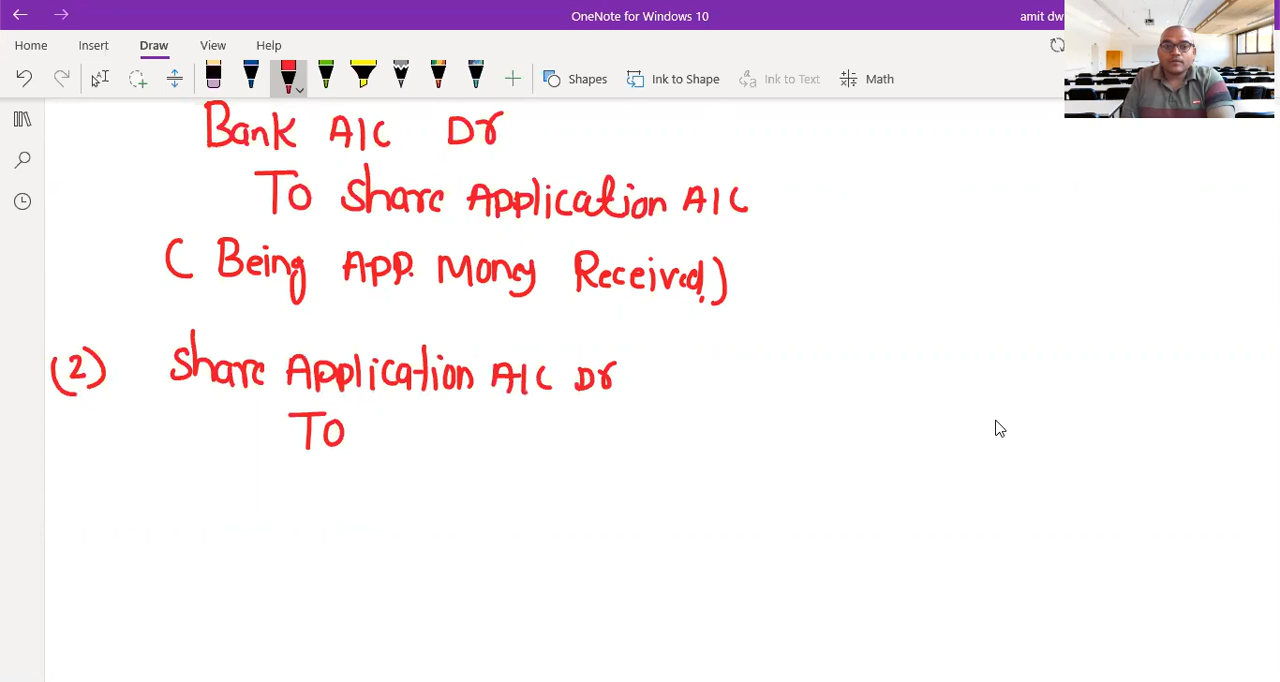 OneNote for Windows 10
amit dw
Home Insert Draw View Help
Shapes Ink to Shape Ink to Text Math
Bank A/C Dr
To Share Application A/C
( Being App. Money Received.)
(2) Share Application A/C Dr
To